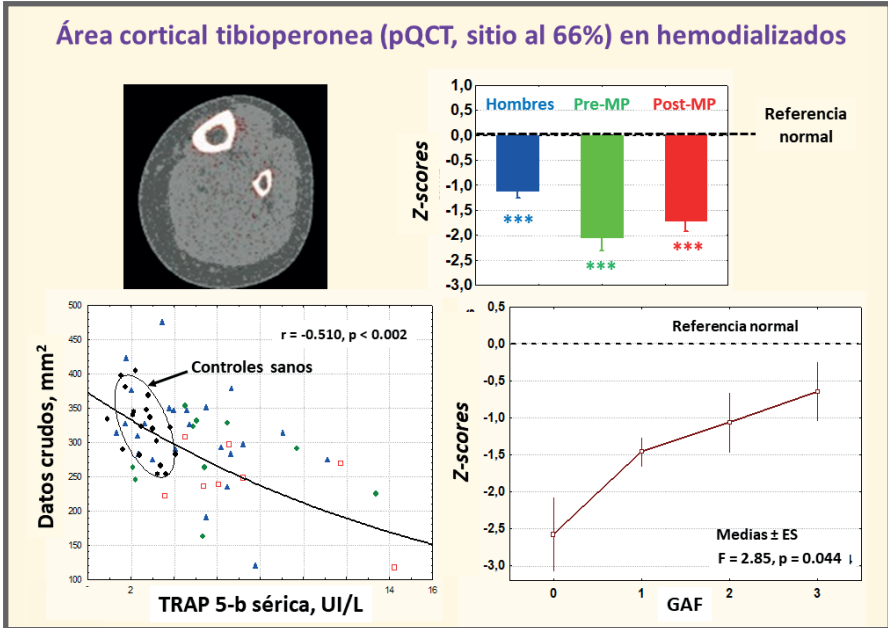 Área cortical tibioperonea (pQCT, sitio al 66%) en hemodializados
1,0
0,5
0,0
-0,5
-1,0
-1,5
-2,0
-2,5
-3,0
Z-scores
Hombres Pre-MP Post-MP
Referencia
normal
***
***
***
500
450
400
350
300
250
200
150
100
Datos crudos, mm²
r = -0.510, p < 0.002
Controles sanos
2 14 16
TRAP 5-b sérica, UI/L
0,5
0,0
-0,5
-1,0
-1,5
-2,0
-2,5
-3,0
Z-scores
Referencia normal
Medias ± ES
F = 2.85, p = 0.044
0 1 2 3
GAF